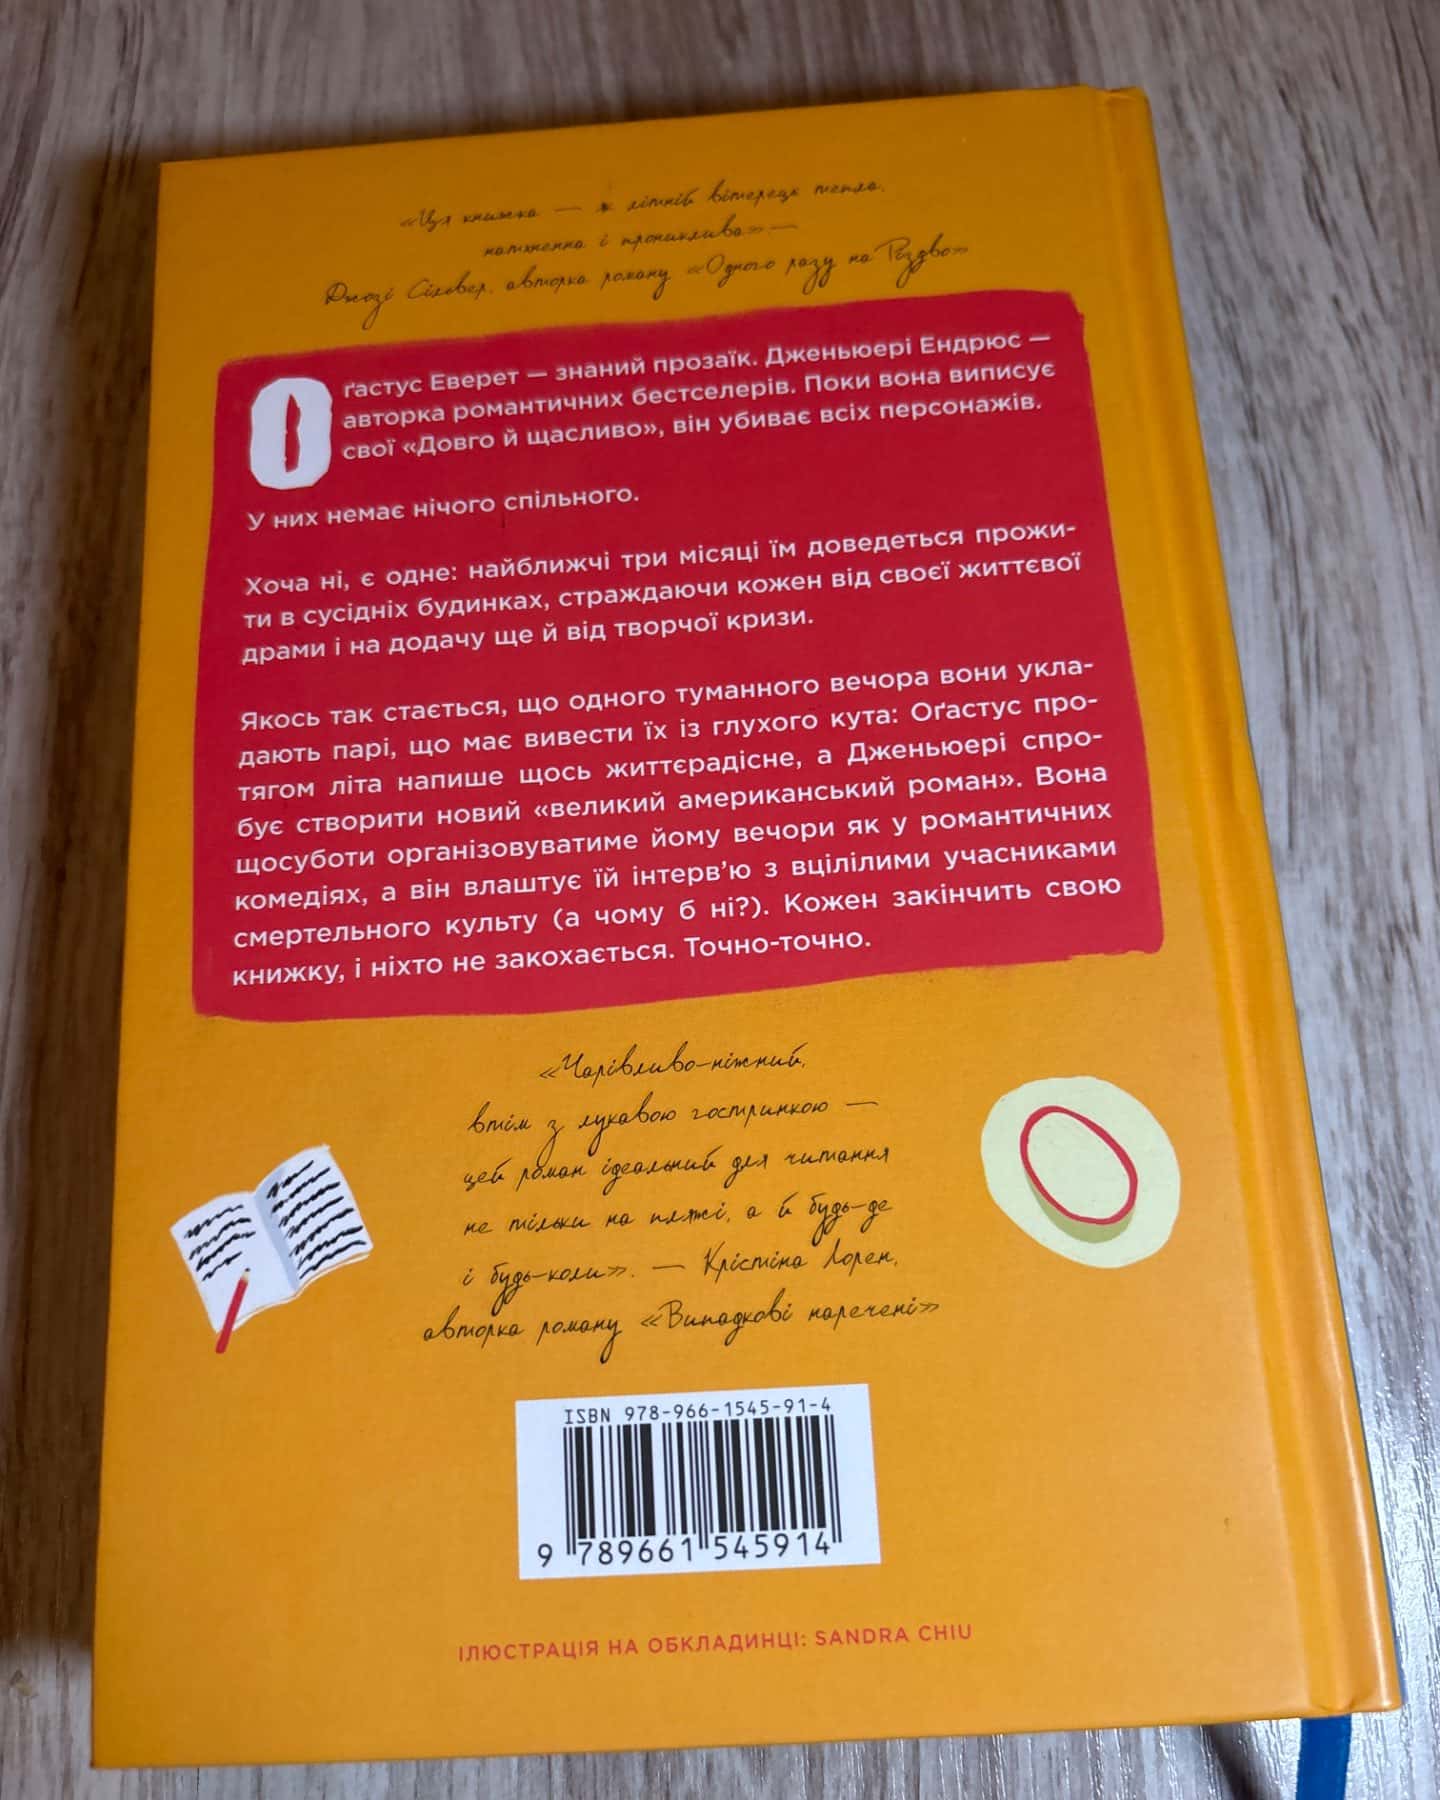 «Ця книжка — як літній вітерець тепла,
натхненна і прониклива» —
Джозі Сільвер, авторка роману «Одного разу на Різдво»
Оґастус Еверет — знаний прозаїк. Дженьюері Ендрюс —
авторка романтичних бестселерів. Поки вона виписує
свої «Довго й щасливо», він убиває всіх персонажів.
У них немає нічого спільного.
Хоча ні, є одне: найближчі три місяці їм доведеться прожи-
ти в сусідніх будинках, страждаючи кожен від своєї життєвої
драми і на додачу ще й від творчої кризи.
Якось так стається, що одного туманного вечора вони укла-
дають парі, що має вивести їх із глухого кута: Оґастус про-
тягом літа напише щось життєрадісне, а Дженьюері спро-
бує створити новий «великий американський роман». Вона
щосуботи організовуватиме йому вечори як у романтичних
комедіях, а він влаштує їй інтерв’ю з вцілілими учасниками
смертельного культу (а чому б ні?). Кожен закінчить свою
книжку, і ніхто не закохається. Точно-точно.
«Чарівливо-ніжний,
втім з лукавою гостринкою —
цей роман ідеальний для читання
не тільки на пляжі, а й будь-де
і будь-коли». — Крістіна Лорен,
авторка роману «Випадкові наречені»
ISBN 978-966-1545-91-4
9 789661 545914
ІЛЮСТРАЦІЯ НА ОБКЛАДИНЦІ: SANDRA CHIU